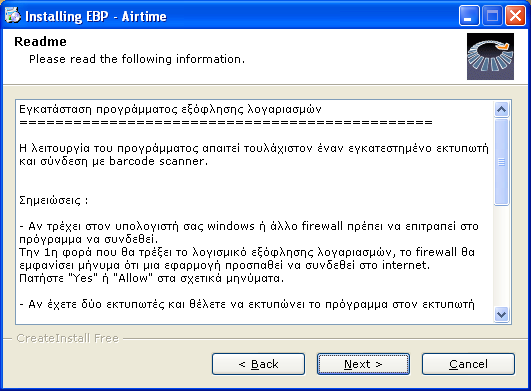 Installing EBP - Airtime
Readme
Please read the following information.
Εγκατάσταση προγράμματος εξόφλησης λογαριασμών
==============================================
Η λειτουργία του προγράμματος απαιτεί τουλάχιστον έναν εγκατεστημένο εκτυπωτή
και σύνδεση με barcode scanner.
Σημειώσεις :
- Αν τρέχει στον υπολογιστή σας windows ή άλλο firewall πρέπει να επιτραπεί στο
πρόγραμμα να συνδεθεί.
Την 1η φορά που θα τρέξει το λογισμικό εξόφλησης λογαριασμών, το firewall θα
εμφανίσει μήνυμα ότι μια εφαρμογή προσπαθεί να συνδεθεί στο internet.
Πατήστε "Yes" ή "Allow" στα σχετικά μηνύματα.
- Αν έχετε δύο εκτυπωτές και θέλετε να εκτυπώνει το πρόγραμμα στον εκτυπωτή
CreateInstall Free
< Back
Next >
Cancel